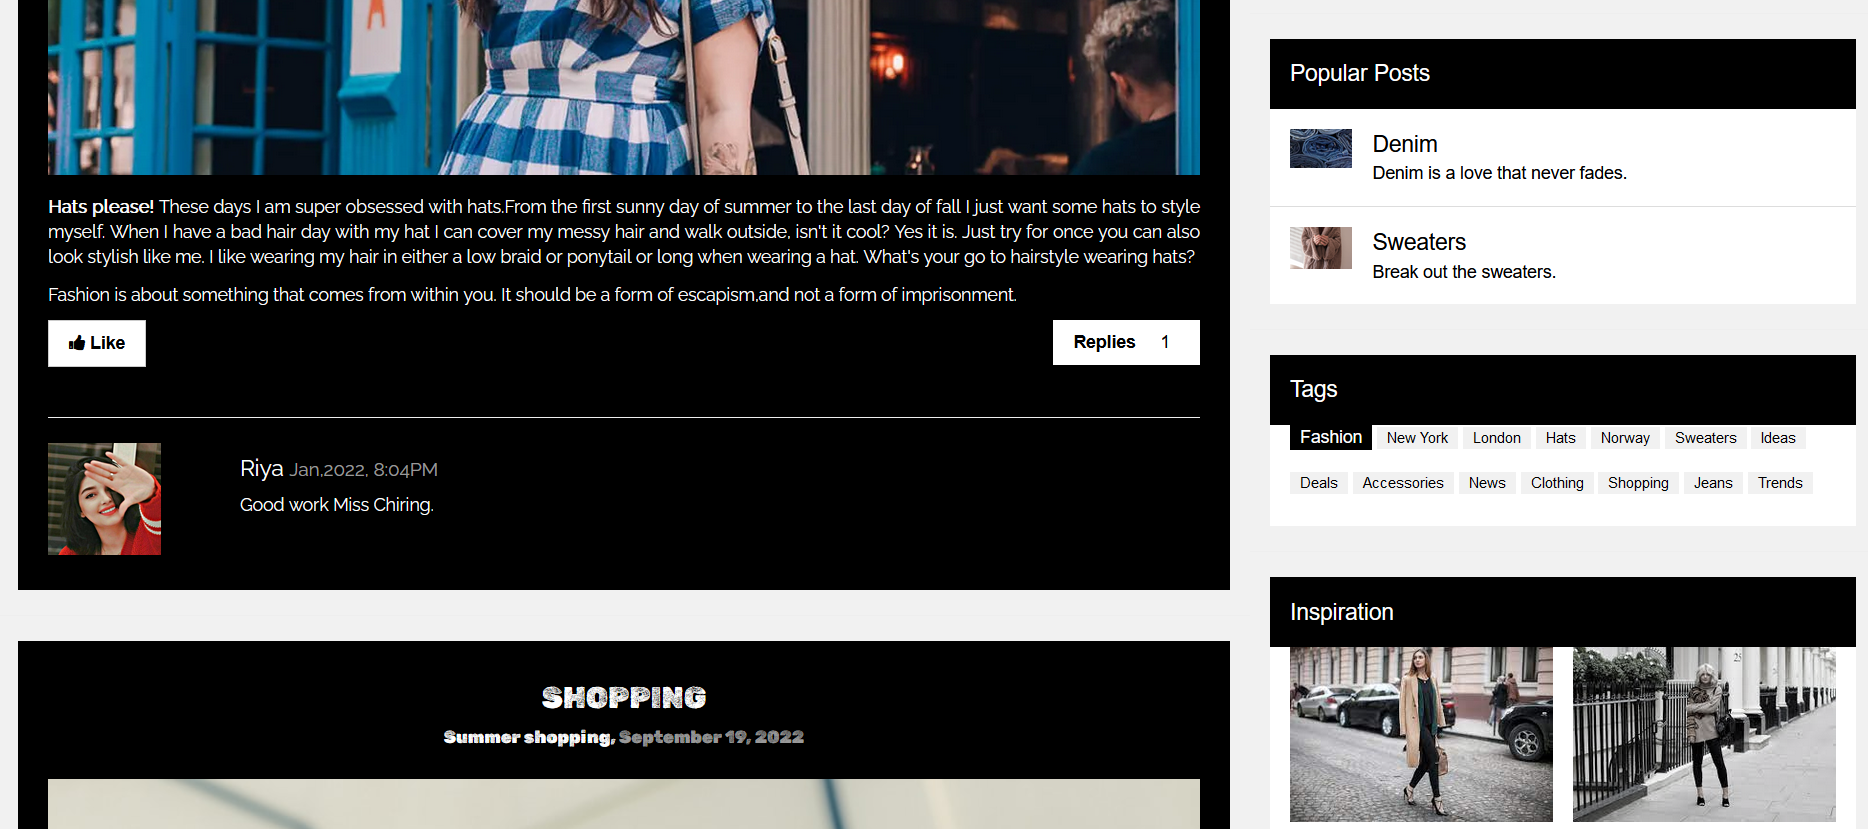 A
Hats please! These days I am super obsessed with hats.From the first sunny day of summer to the last day of fall I just want some hats to style
myself. When I have a bad hair day with my hat I can cover my messy hair and walk outside, isn't it cool? Yes it is. Just try for once you can also
look stylish like me. I like wearing my hair in either a low braid or ponytail or long when wearing a hat. What's your go to hairstyle wearing hats?
Fashion is about something that comes from within you. It should be a form of escapism,and not a form of imprisonment.
Like
Replies 1
Riya Jan,2022, 8:04PM
Good work Miss Chiring.
SHOPPING
Summer shopping, September 19, 2022
Popular Posts
Denim
Denim is a love that never fades.
Sweaters
Break out the sweaters.
Tags
Fashion New York London Hats Norway Sweaters Ideas
Deals Accessories News Clothing Shopping Jeans Trends
Inspiration
25